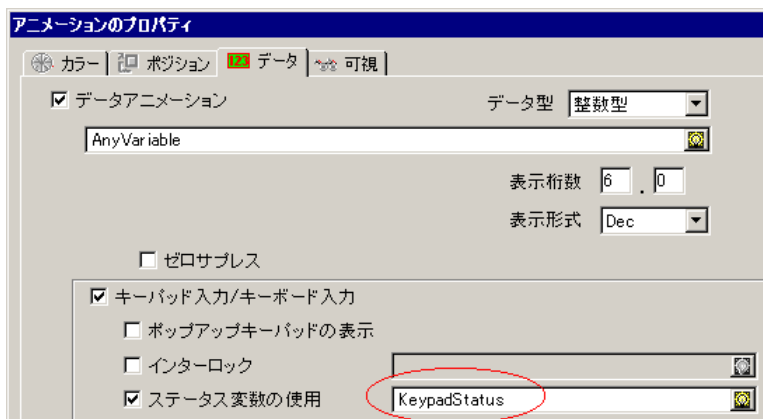 アニメーションのプロパティ
カラー ポジション 123 データ 可視
データアニメーション データ型 整数型
AnyVariable
表示桁数 6 . 0
表示形式 Dec
ゼロサプレス
キーパッド入力/キーボード入力
ポップアップキーパッドの表示
インターロック
ステータス変数の使用 KeypadStatus